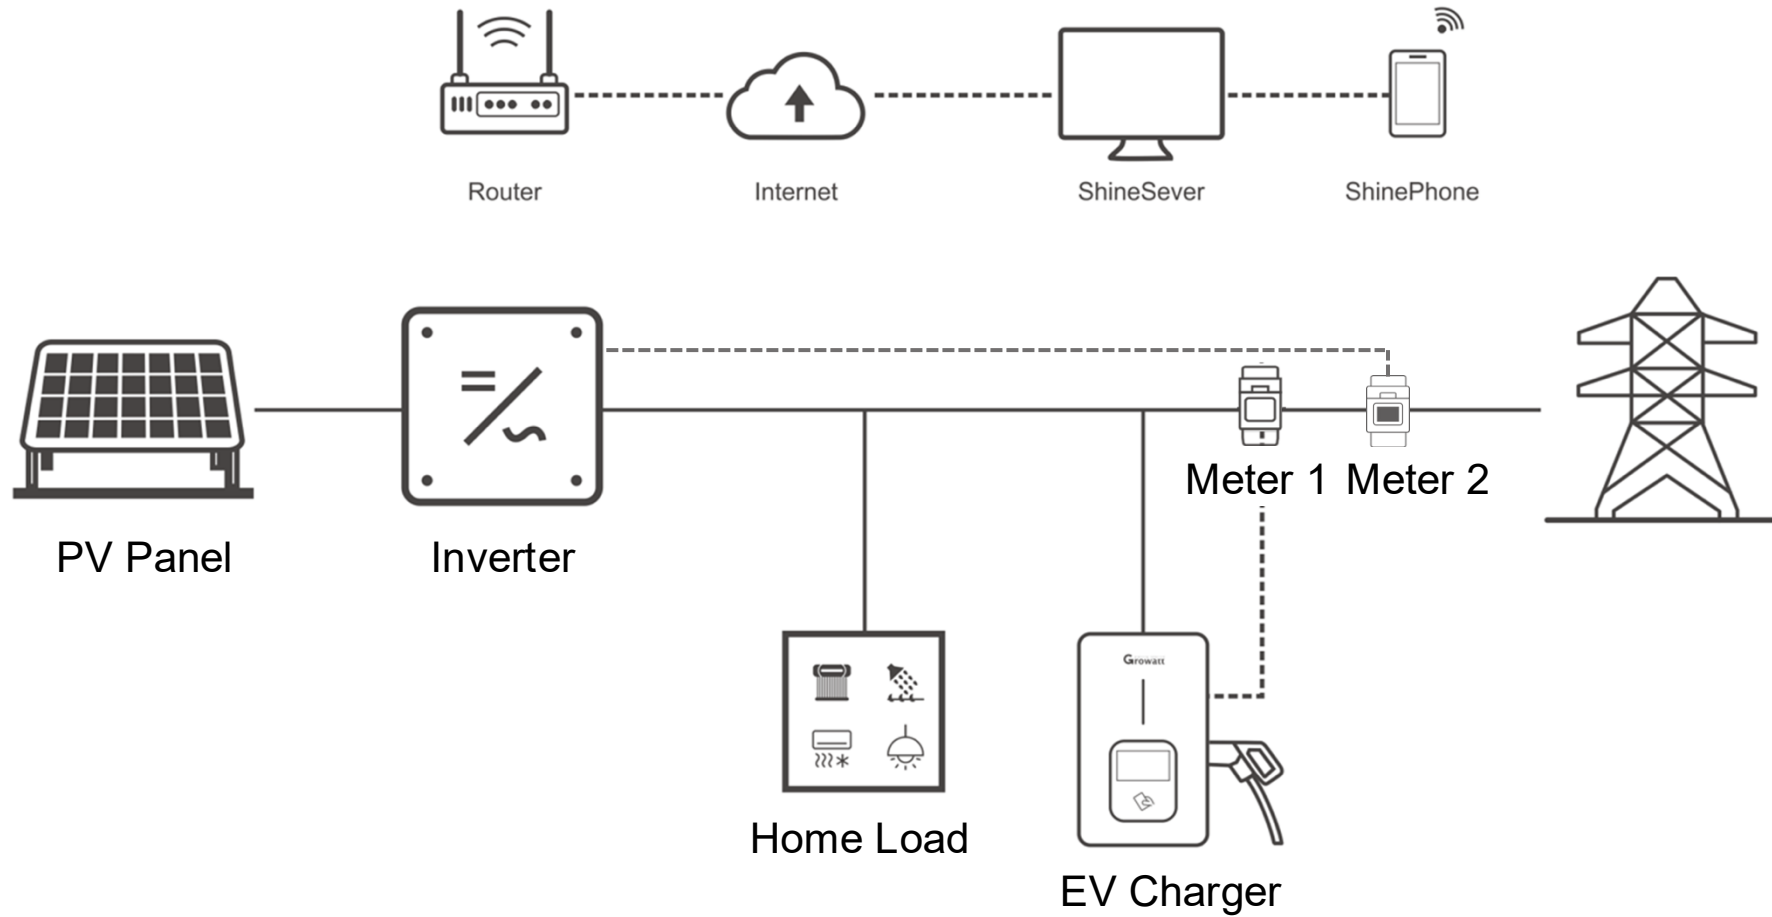 Router
Internet
ShineSever
ShinePhone
Meter 1
Meter 2
PV Panel
Inverter
Growatt
Home Load
EV Charger